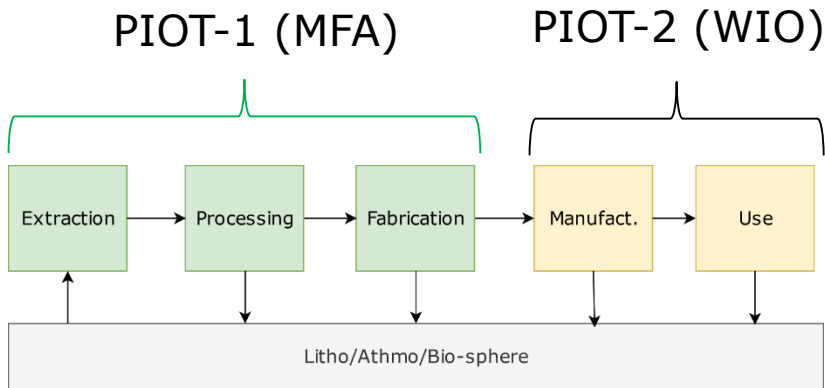 PIOT-1 (MFA)
PIOT-2 (WIO)
Extraction
Processing
Fabrication
Manufact.
Use
Litho/Athmo/Bio-sphere